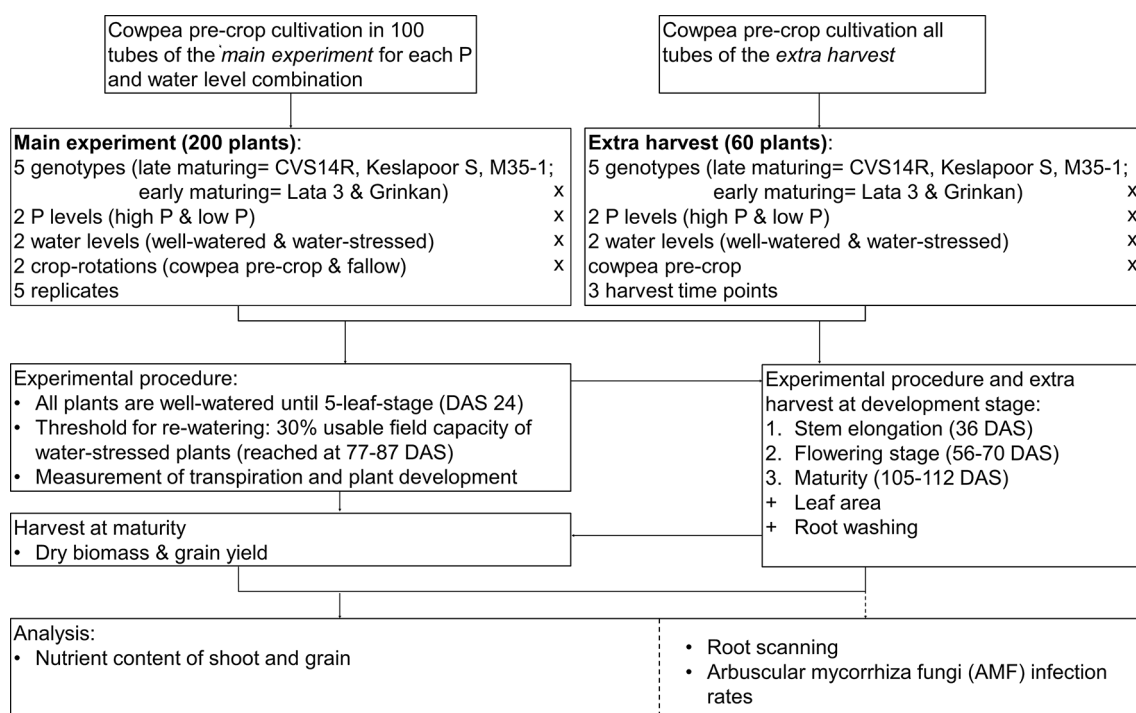 Cowpea pre-crop cultivation in 100
tubes of the `main experiment for each P
and water level combination
Cowpea pre-crop cultivation all
tubes of the extra harvest
Main experiment (200 plants):
5 genotypes (late maturing= CVS14R, Keslapoor S, M35-1;
early maturing= Lata 3 & Grinkan) x
2 P levels (high P & low P) x
2 water levels (well-watered & water-stressed) x
2 crop-rotations (cowpea pre-crop & fallow) x
5 replicates
Extra harvest (60 plants):
5 genotypes (late maturing= CVS14R, Keslapoor S, M35-1;
early maturing= Lata 3 & Grinkan) x
2 P levels (high P & low P) x
2 water levels (well-watered & water-stressed) x
cowpea pre-crop x
3 harvest time points
Experimental procedure:
• All plants are well-watered until 5-leaf-stage (DAS 24)
• Threshold for re-watering: 30% usable field capacity of
water-stressed plants (reached at 77-87 DAS)
• Measurement of transpiration and plant development
Experimental procedure and extra
harvest at development stage:
1. Stem elongation (36 DAS)
2. Flowering stage (56-70 DAS)
3. Maturity (105-112 DAS)
+ Leaf area
+ Root washing
Harvest at maturity
• Dry biomass & grain yield
Analysis:
• Nutrient content of shoot and grain
• Root scanning
• Arbuscular mycorrhiza fungi (AMF) infection
rates